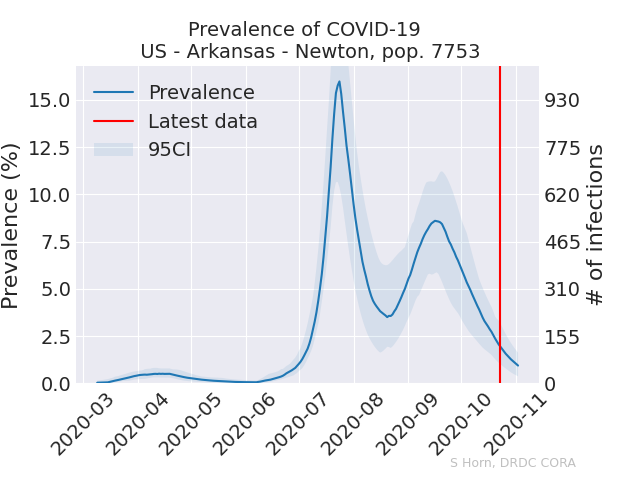 Prevalence of COVID-19
US - Arkansas - Newton, pop. 7753
Prevalence
Latest data
95CI
Prevalence (%)
15.0
12.5
10.0
7.5
5.0
2.5
0.0
930
775
620
465
310
155
0
# of infections
2020-03
2020-04
2020-05
2020-06
2020-07
2020-08
2020-09
2020-10
2020-11
S Horn, DRDC CORA